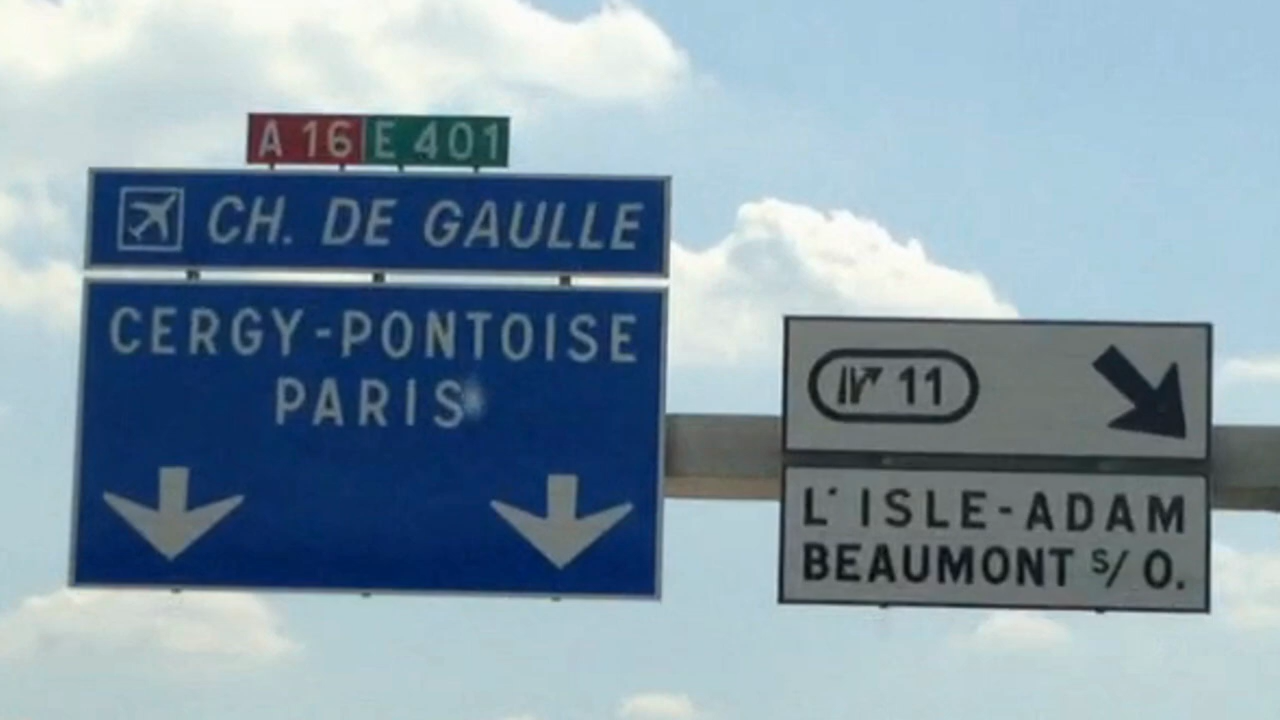 A 16 E 401
CH. DE GAULLE
CERGY-PONTOISE
PARIS
11
L'ISLE-ADAM
BEAUMONT S/ O.